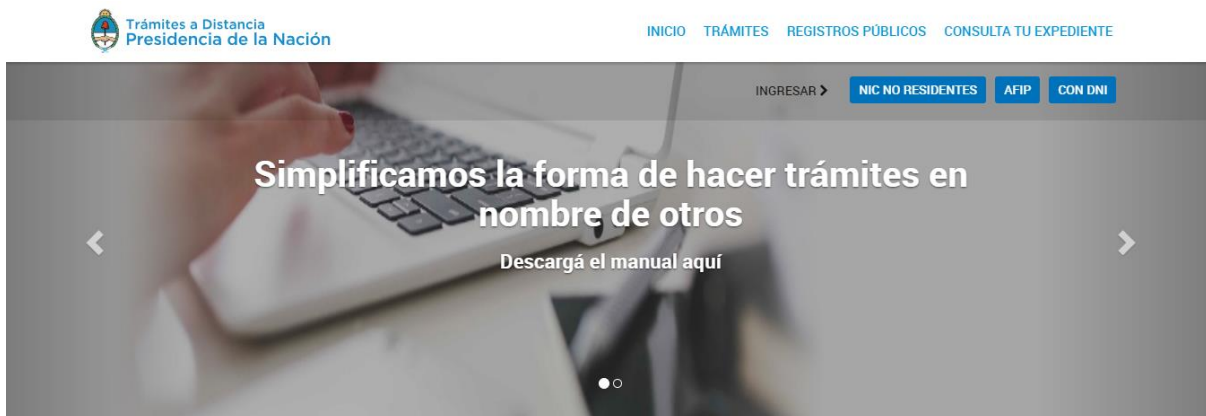 Trámites a Distancia
Presidencia de la Nación
INICIO TRÁMITES REGISTROS PÚBLICOS CONSULTA TU EXPEDIENTE
INGRESAR NIC NO RESIDENTES AFIP CON DNI
Simplificamos la forma de hacer trámites en
nombre de otros
Descargá el manual aquí